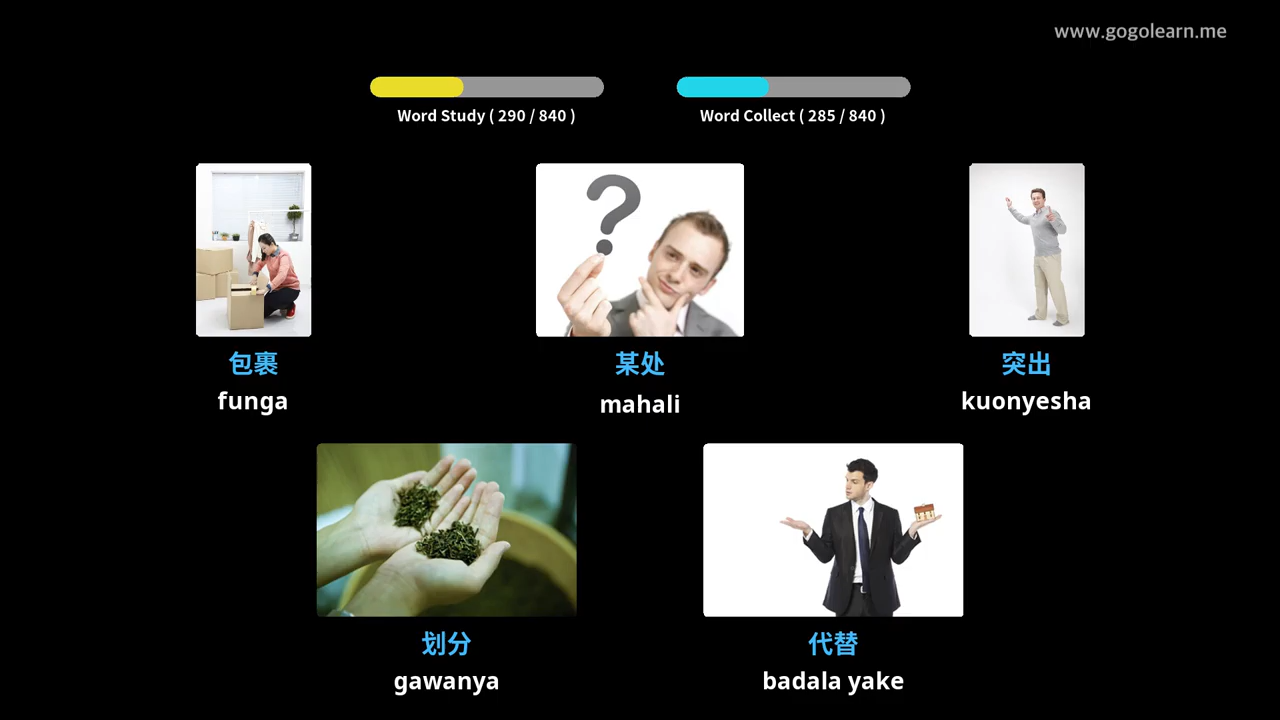 www.gogolearn.me
Word Study ( 290 / 840 )
Word Collect ( 285 / 840 )
包裹
funga
某处
mahali
突出
kuonyesha
划分
gawanya
代替
badala yake